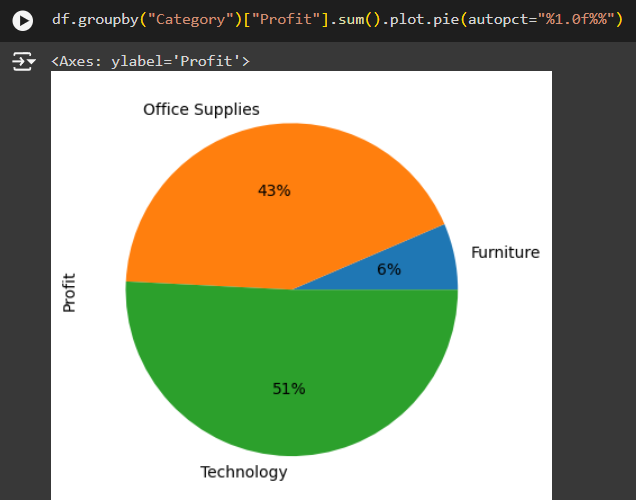 df.groupby("Category")["Profit"].sum().plot.pie(autopct="%1.0f%%")
<Axes: ylabel='Profit'>
Office Supplies
43%
Furniture
6%
Profit
51%
Technology